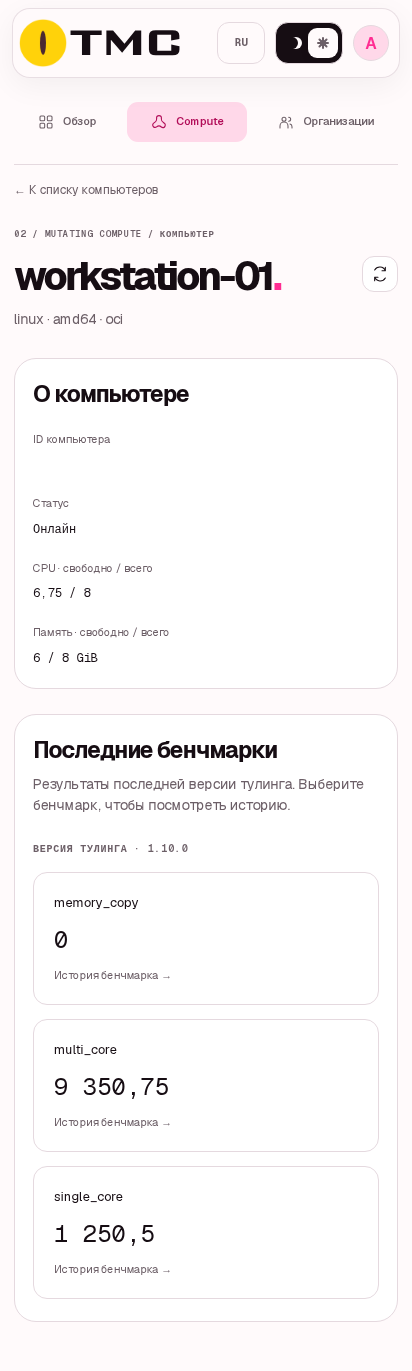 TMC
RU
A
Обзор
Compute
Организации
← К списку компьютеров
02 / MUTATING COMPUTE / КОМПЬЮТЕР
workstation-01.
linux · amd64 · oci
О компьютере
ID компьютера
Статус
Онлайн
CPU · свободно / всего
6,75 / 8
Память · свободно / всего
6 / 8 GiB
Последние бенчмарки
Результаты последней версии тулинга. Выберите
бенчмарк, чтобы посмотреть историю.
ВЕРСИЯ ТУЛИНГА · 1.10.0
memory_copy
0
История бенчмарка →
multi_core
9 350,75
История бенчмарка →
single_core
1 250,5
История бенчмарка →